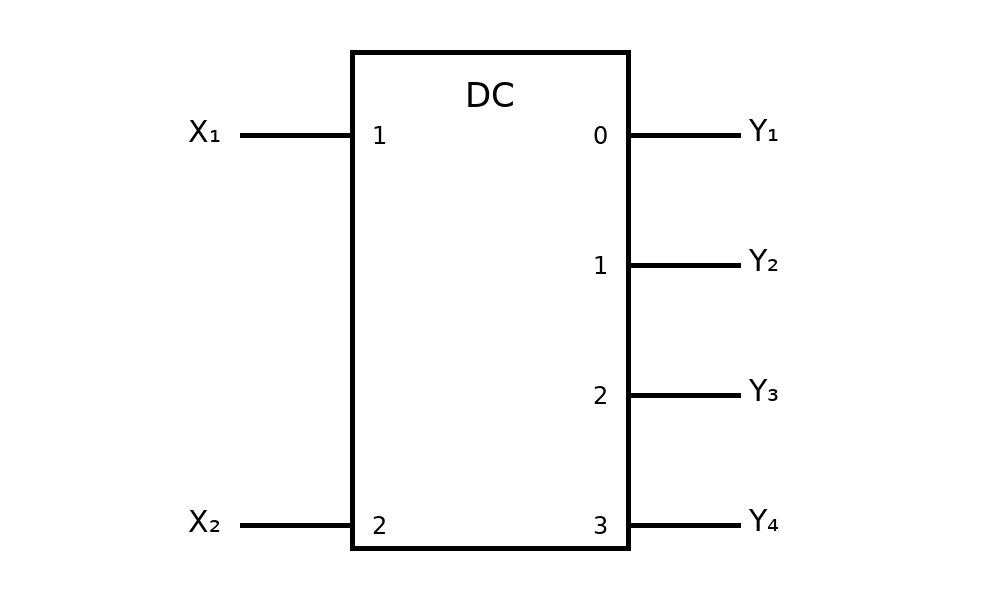 DC
X₁ 1 0 Y₁
1 Y₂
2 Y₃
X₂ 2 3 Y₄